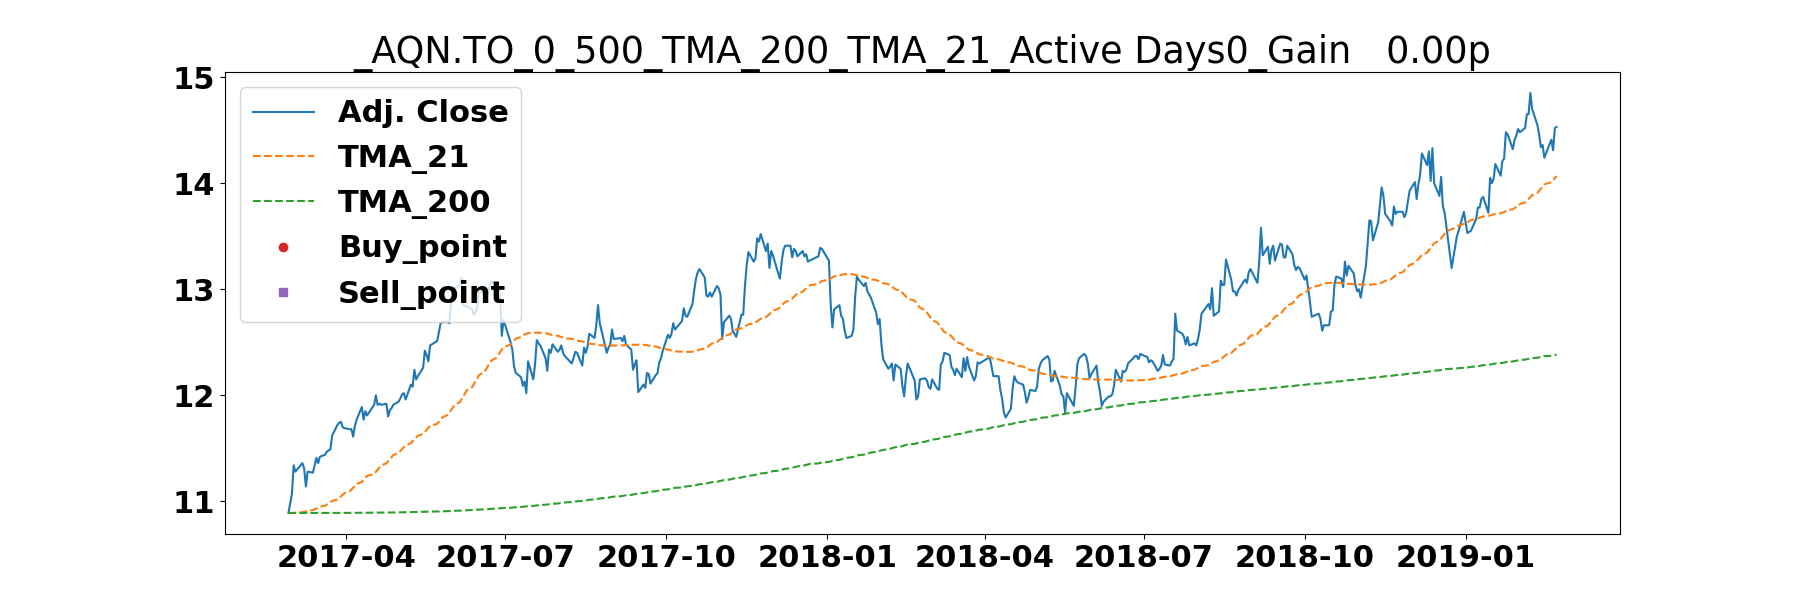 _AQN.TO_0_500_TMA_200_TMA_21_Active Days0_Gain   0.00p
15
14
13
12
11
Adj. Close
TMA_21
TMA_200
Buy_point
Sell_point
2017-04 2017-07 2017-10 2018-01 2018-04 2018-07 2018-10 2019-01